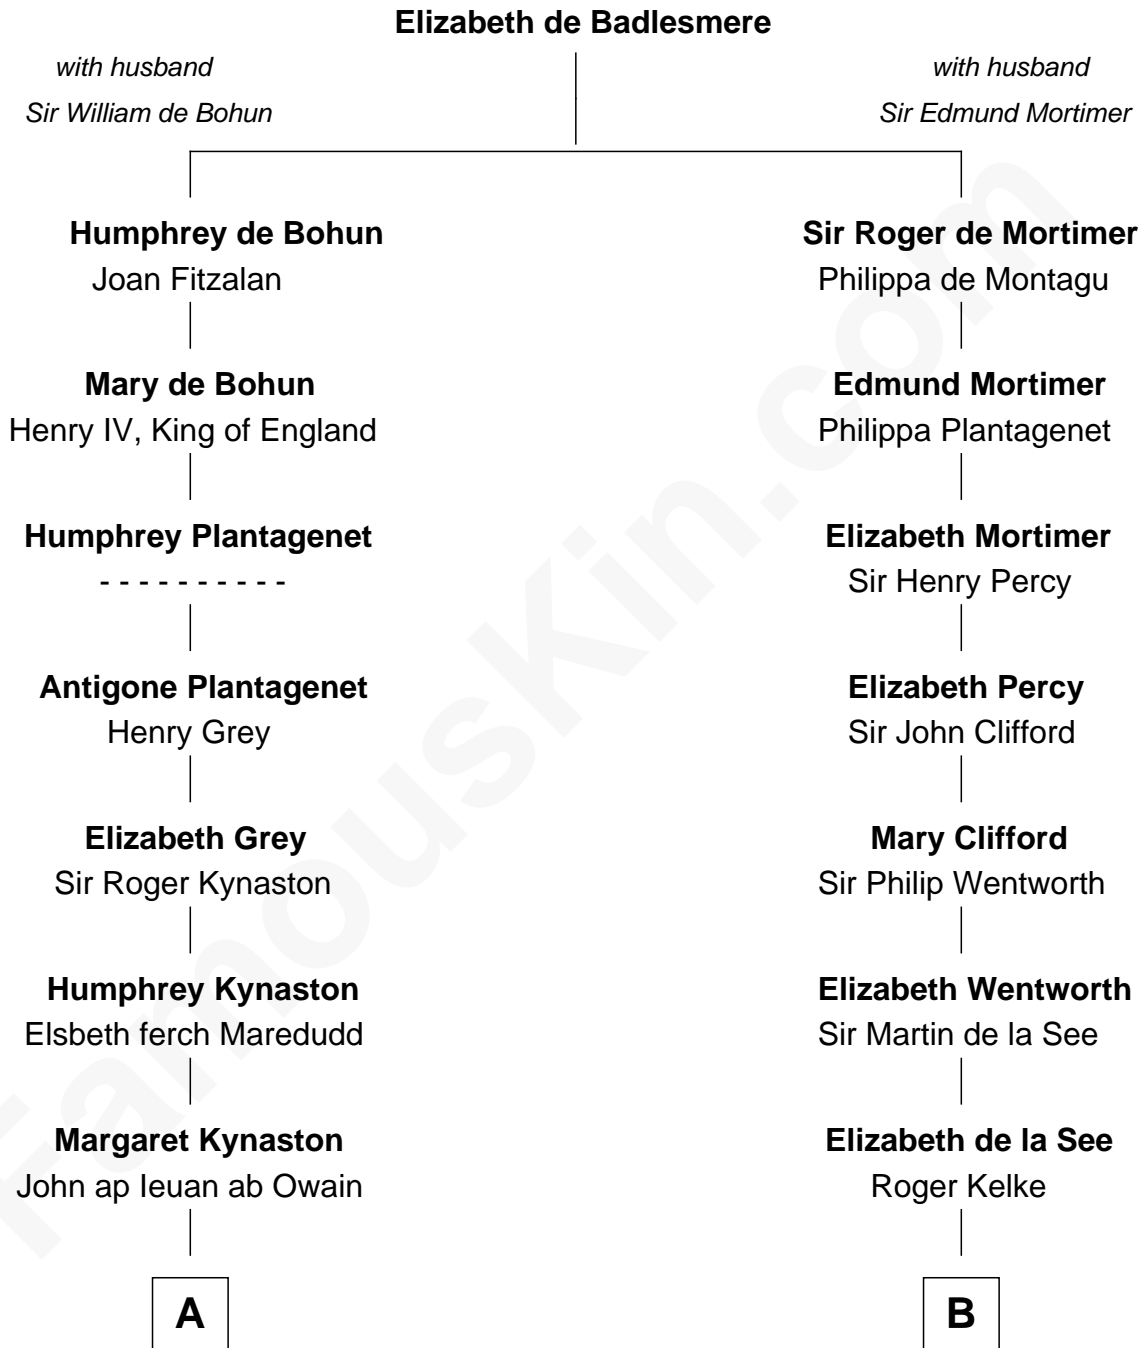 Elizabeth de Badlesmere
with husband
Sir William de Bohun
with husband
Sir Edmund Mortimer
Humphrey de Bohun
Joan Fitzalan
Mary de Bohun
Henry IV, King of England
Humphrey Plantagenet
- - - - - - - - - -
Antigone Plantagenet
Henry Grey
Elizabeth Grey
Sir Roger Kynaston
Humphrey Kynaston
Elsbeth ferch Maredudd
Margaret Kynaston
John ap Ieuan ab Owain
A
Sir Roger de Mortimer
Philippa de Montagu
Edmund Mortimer
Philippa Plantagenet
Elizabeth Mortimer
Sir Henry Percy
Elizabeth Percy
Sir John Clifford
Mary Clifford
Sir Philip Wentworth
Elizabeth Wentworth
Sir Martin de la See
Elizabeth de la See
Roger Kelke
B
FamousKin.com